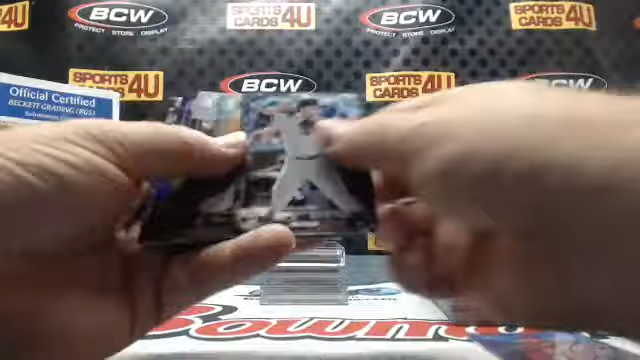 BCW
PROTECT STORE DISPLAY
SPORTS
CARDS 4U
BCW
PROTECT STORE DISPLAY
SPORTS
CARDS 4U
SPORTS
CARDS 4U
BCW
SPORTS
CARDS 4U
BCW
Official Certified
BECKETT GRADING (BGS)
Bowm